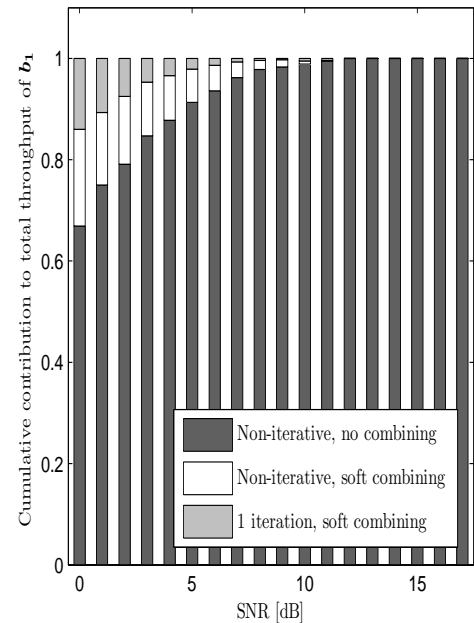 Cumulative contribution to total throughput of b1
1
0.8
0.6
0.4
0.2
0
Non-iterative, no combining
Non-iterative, soft combining
1 iteration, soft combining
0 5 10 15
SNR [dB]